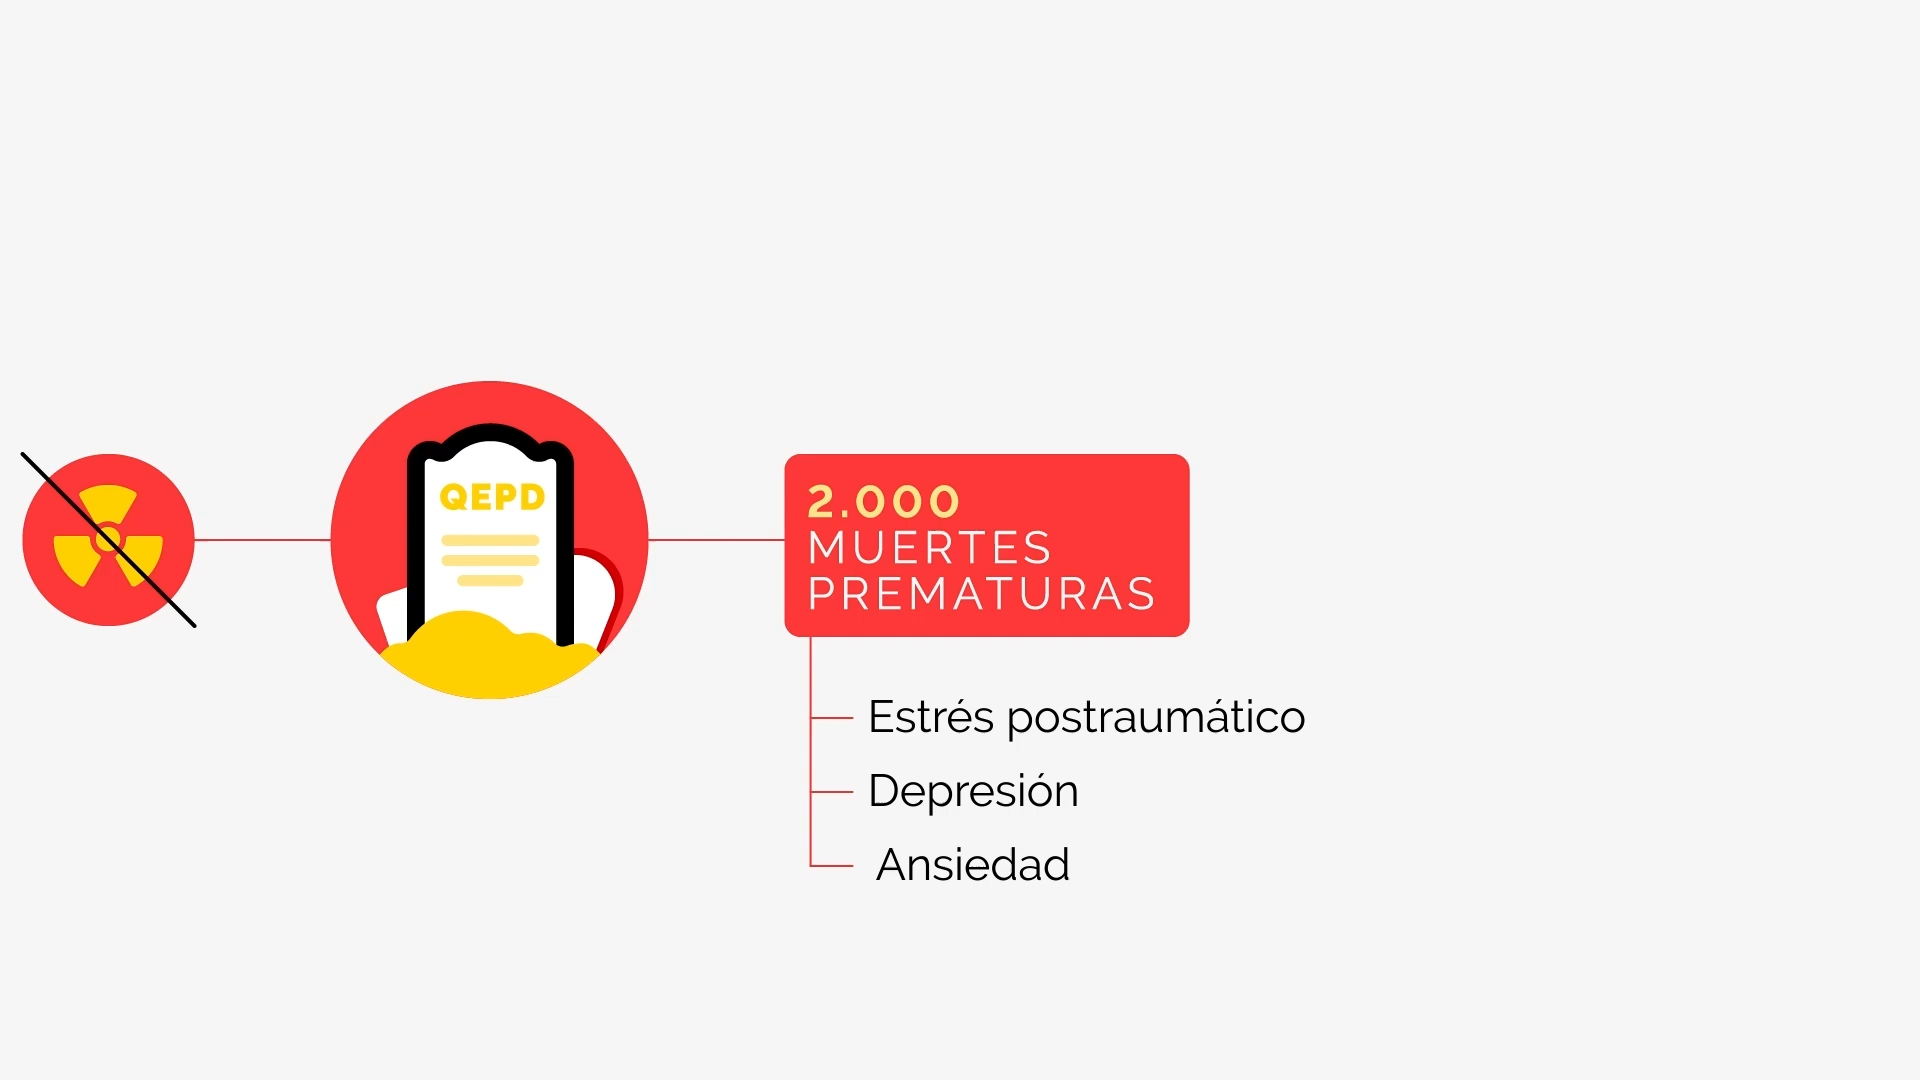 QEPD
2.000
MUERTES
PREMATURAS
Estrés postraumático
Depresión
Ansiedad